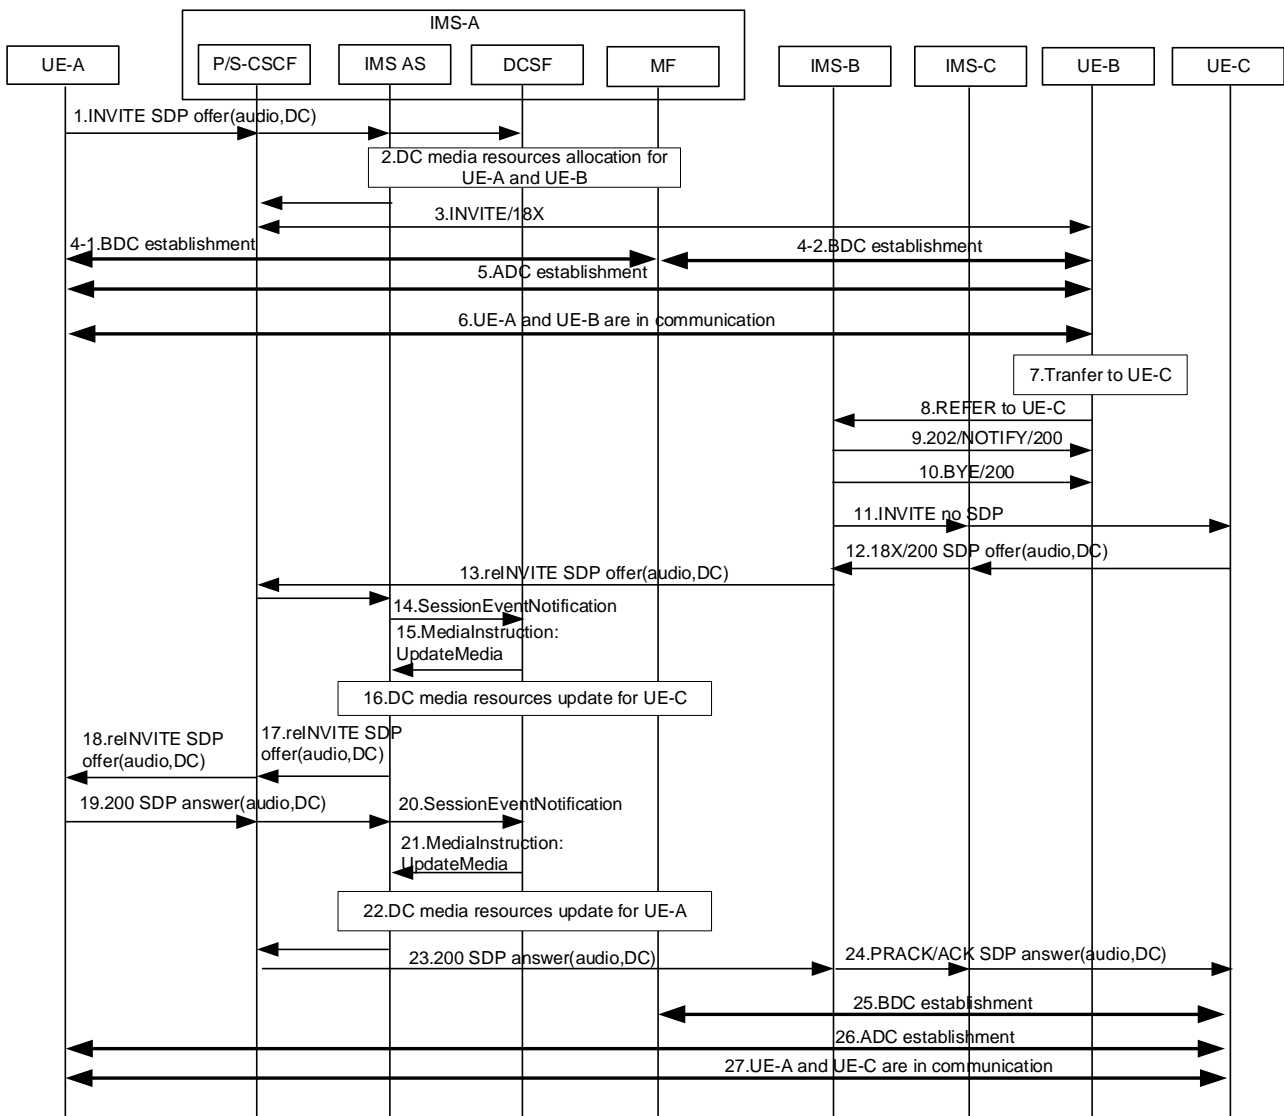 IMS-A
UE-A
P/S-CSCF
IMS AS
DCSF
MF
IMS-B
IMS-C
UE-B
UE-C
1.INVITE SDP offer(audio,DC)
2.DC media resources allocation for
UE-A and UE-B
3.INVITE/18X
4-1.BDC establishment
4-2.BDC establishment
5.ADC establishment
6.UE-A and UE-B are in communication
7.Tranfer to UE-C
8.REFER to UE-C
9.202/NOTIFY/200
10.BYE/200
11.INVITE no SDP
12.18X/200 SDP offer(audio,DC)
13.reINVITE SDP offer(audio,DC)
14.SessionEventNotification
15.MediaInstruction:
UpdateMedia
16.DC media resources update for UE-C
17.reINVITE SDP
offer(audio,DC)
18.reINVITE SDP
offer(audio,DC)
19.200 SDP answer(audio,DC)
20.SessionEventNotification
21.MediaInstruction:
UpdateMedia
22.DC media resources update for UE-A
23.200 SDP answer(audio,DC)
24.PRACK/ACK SDP answer(audio,DC)
25.BDC establishment
26.ADC establishment
27.UE-A and UE-C are in communication